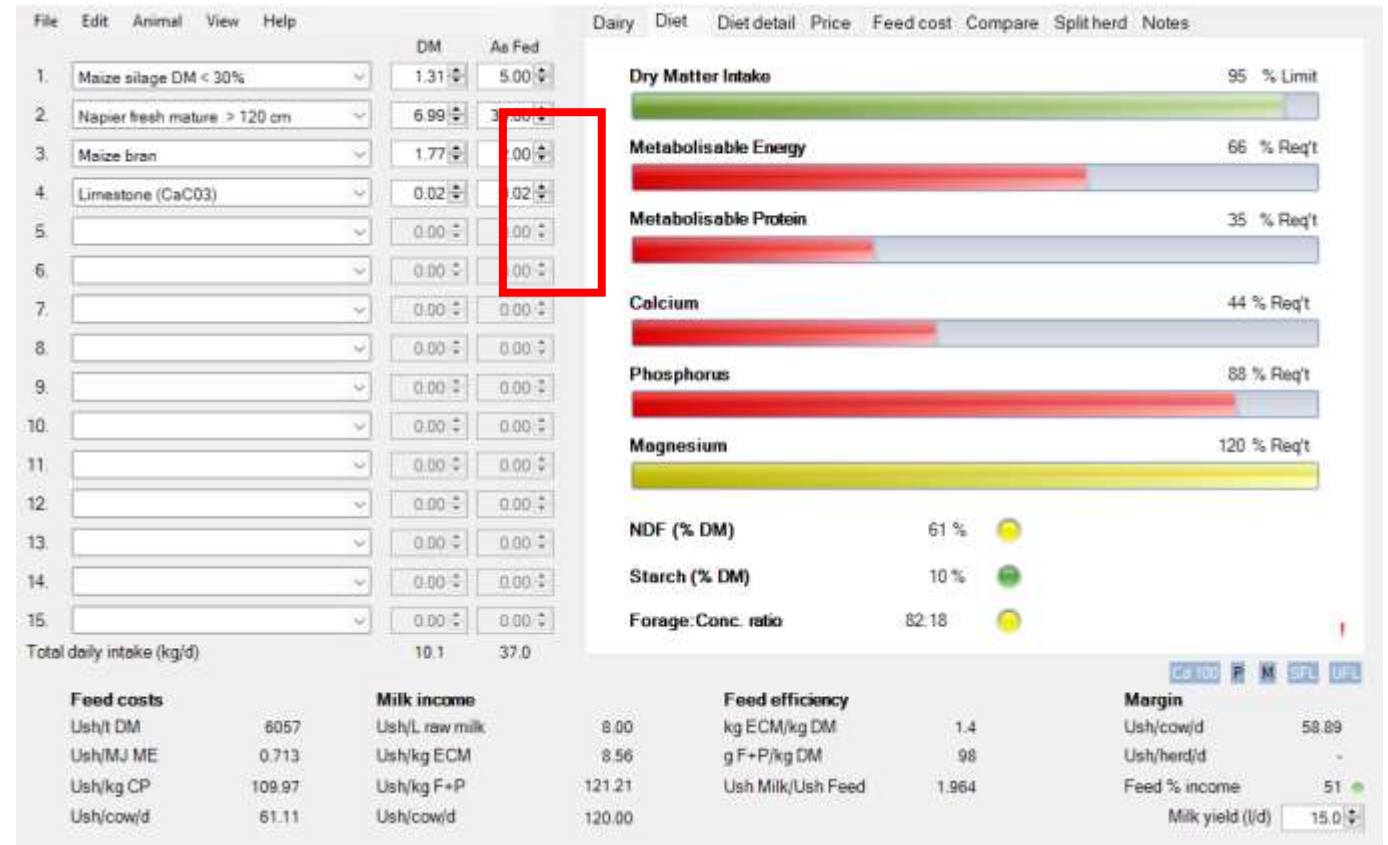 File Edit Animal View Help
DM As Fed
1. Maize silage DM < 30% 1.31 5.00
2. Napier fresh mature > 120 cm 6.99
3. Maize bran 1.77
4. Limestone (CaC03) 0.02
5. 0.00
6. 0.00
7. 0.00 0.00
8. 0.00 0.00
9. 0.00 0.00
10. 0.00 0.00
11. 0.00 0.00
12. 0.00 0.00
13. 0.00 0.00
14. 0.00 0.00
15. 0.00 0.00
Total daily intake (kg/d) 10.1 37.0
Dairy Diet Diet detail Price Feed cost Compare Split herd Notes
Dry Matter Intake 95 % Limit
Metabolisable Energy 66 % Req't
Metabolisable Protein 35 % Req't
Calcium 44 % Req't
Phosphorus 88 % Req't
Magnesium 120 % Req't
NDF (% DM) 61 %
Starch (% DM) 10 %
Forage:Conc. ratio 82:18
!
P M SFL UFL
Feed costs Milk income Feed efficiency Margin
Ush/t DM 6057 Ush/L raw milk 8.00 kg ECM/kg DM 1.4 Ush/cow/d 58.89
Ush/MJ ME 0.713 Ush/kg ECM 8.56 g F+P/kg DM 98 Ush/herd/d -
Ush/kg CP 109.97 Ush/kg F+P 121.21 Ush Milk/Ush Feed 1.964 Feed % income 51
Ush/cow/d 61.11 Ush/cow/d 120.00 Milk yield (l/d) 15.0